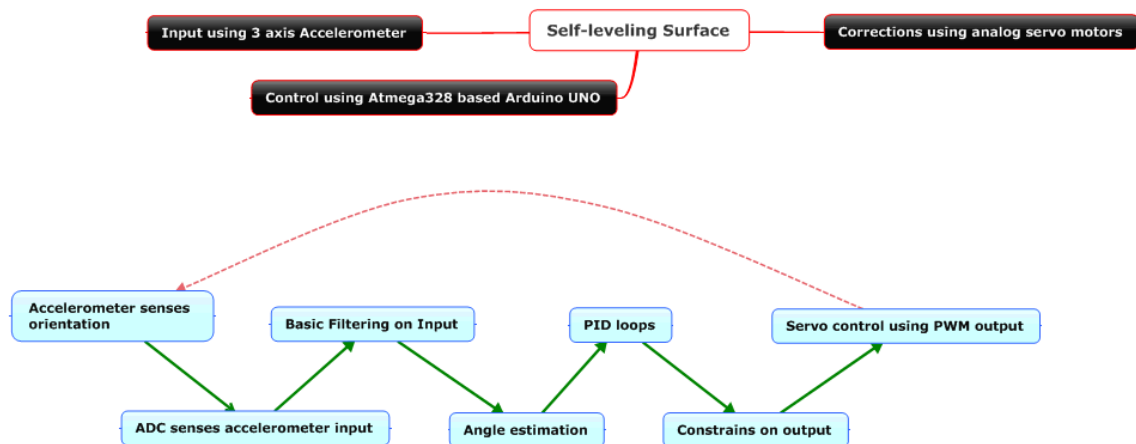 Self-leveling Surface
Input using 3 axis Accelerometer
Corrections using analog servo motors
Control using Atmega328 based Arduino UNO
Accelerometer senses
orientation
Basic Filtering on Input
PID loops
Servo control using PWM output
ADC senses accelerometer input
Angle estimation
Constrains on output